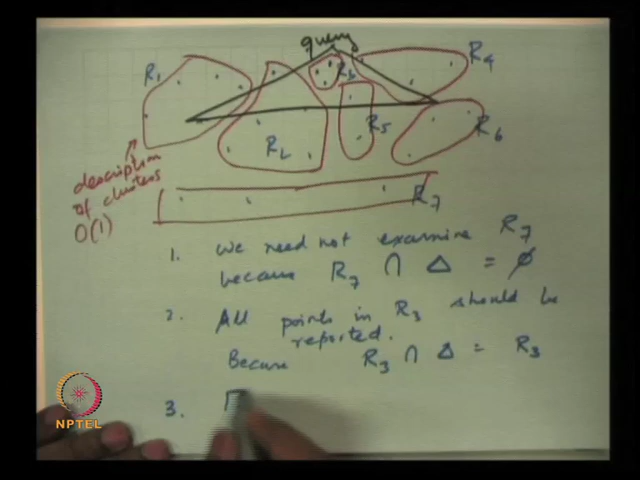 query
R1
R3
R4
R2
R5
R6
R7
description
of clusters
O(1)
1. We need not examine R7
because R7 ∩ Δ = ∅
2. All points in R3 should be
reported.
Becaus R3 ∩ Δ = R3
3.
NPTEL